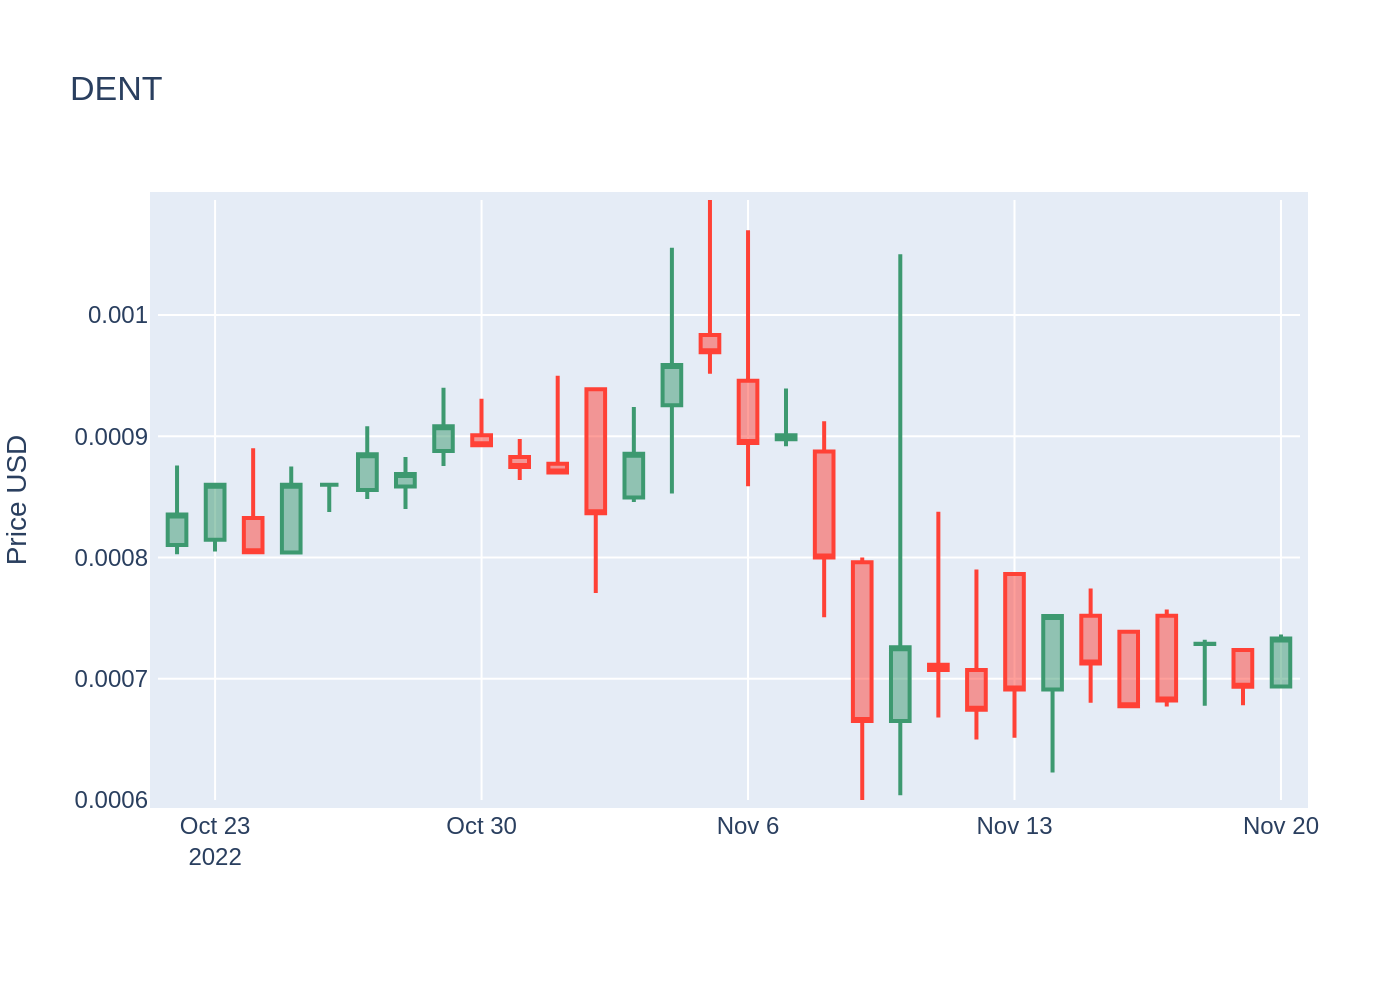 DENT
Price USD
0.001
0.0009
0.0008
0.0007
0.0006
Oct 23
2022
Oct 30
Nov 6
Nov 13
Nov 20